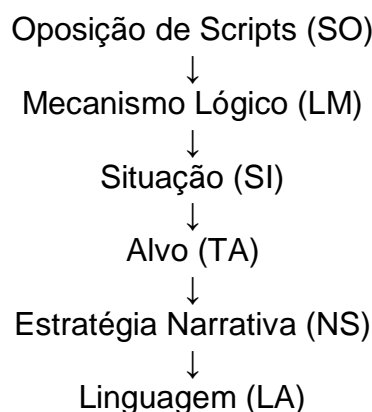 Oposição de Scripts (SO)
↓
Mecanismo Lógico (LM)
↓
Situação (SI)
↓
Alvo (TA)
↓
Estratégia Narrativa (NS)
↓
Linguagem (LA)